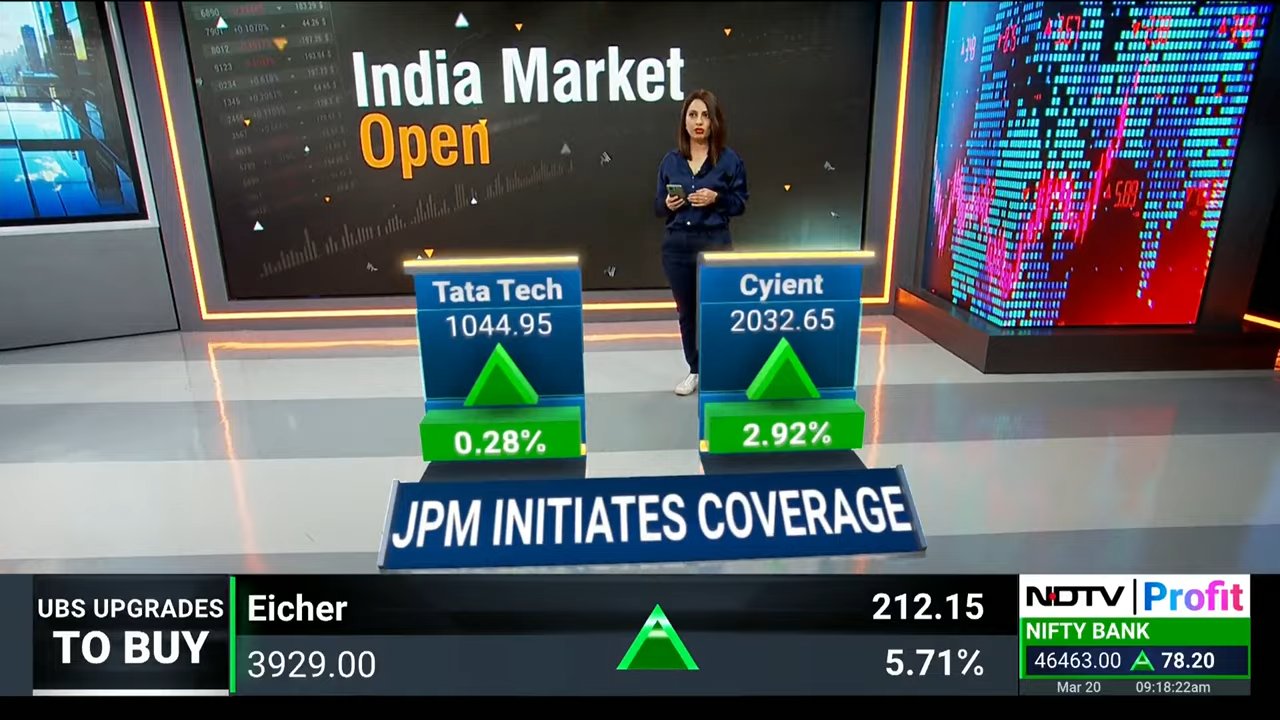 India Market
Open
Tata Tech
1044.95
0.28%
Cyient
2032.65
2.92%
JPM INITIATES COVERAGE
UBS UPGRADES
TO BUY
Eicher
212.15
3929.00
5.71%
NDTV Profit
NIFTY BANK
46463.00 78.20
Mar 20 09:18:22am
5.89